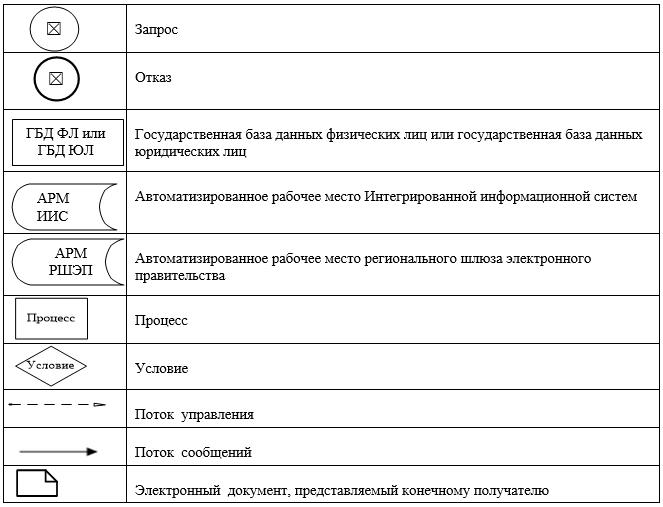 Запрос
Отказ
ГБД ФЛ или
ГБД ЮЛ
Государственная база данных физических лиц или государственная база данных
юридических лиц
АРМ
ИИС
Автоматизированное рабочее место Интегрированной информационной систем
АРМ
РШЭП
Автоматизированное рабочее место регионального шлюза электронного
правительства
Процесс
Процесс
Условие
Условие
Поток управления
Поток сообщений
Электронный документ, представляемый конечному получателю